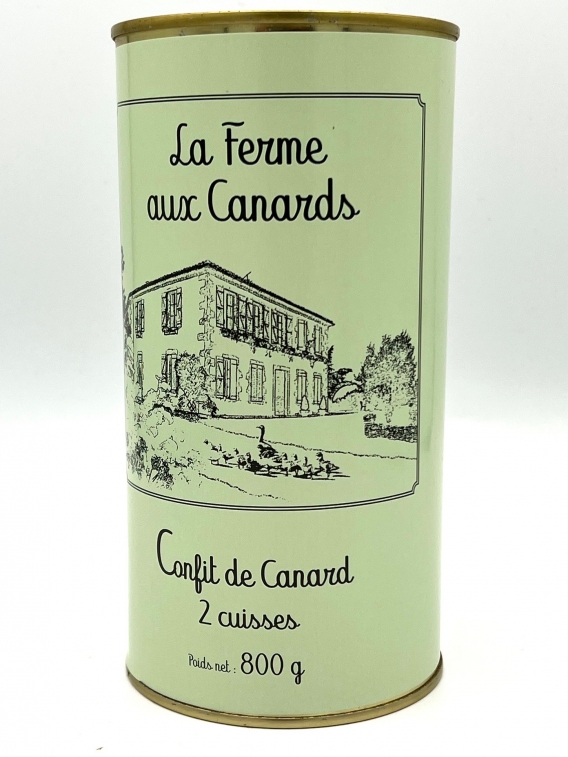 La Ferme
aux Canards
Confit de Canard
2 cuisses
Poids net : 800 g